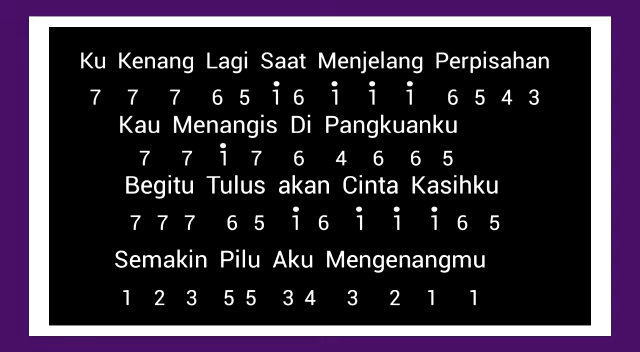 Ku Kenang Lagi Saat Menjelang Perpisahan
7 7 7 6 5 i 6 i i i 6 5 4 3
Kau Menangis Di Pangkuanku
7 7 i 7 6 4 6 6 5
Begitu Tulus akan Cinta Kasihku
7 7 7 6 5 i 6 i i i 6 5
Semakin Pilu Aku Mengenangmu
1 2 3 5 5 3 4 3 2 1 1